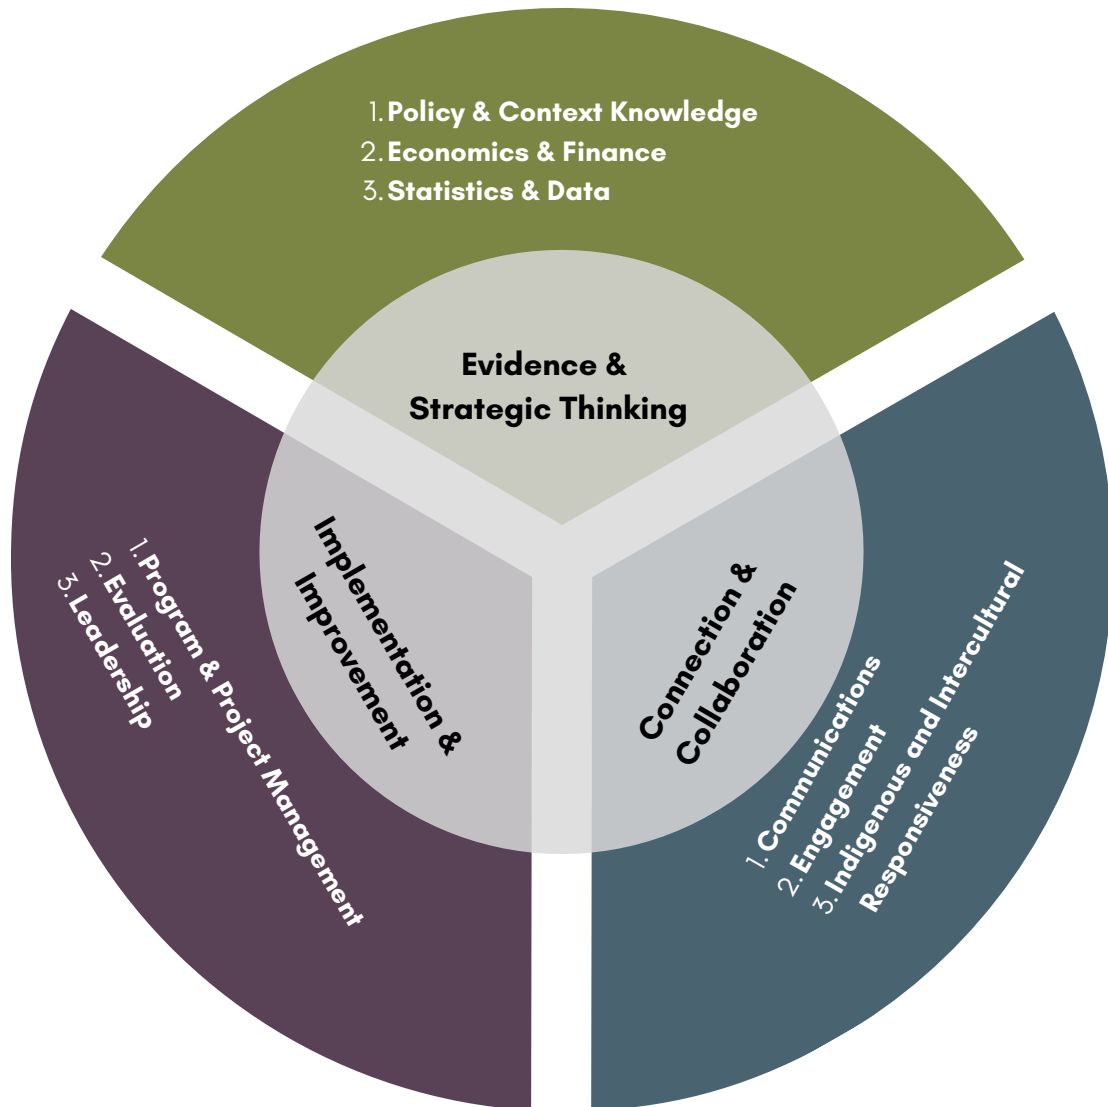 1. Policy & Context Knowledge
2. Economics & Finance
3. Statistics & Data
Evidence &
Strategic Thinking
Implementation &
Improvement
1. Program & Project Management
2. Evaluation
3. Leadership
Connection &
Collaboration
1. Communications
2. Engagement
3. Indigenous and Intercultural
Responsiveness